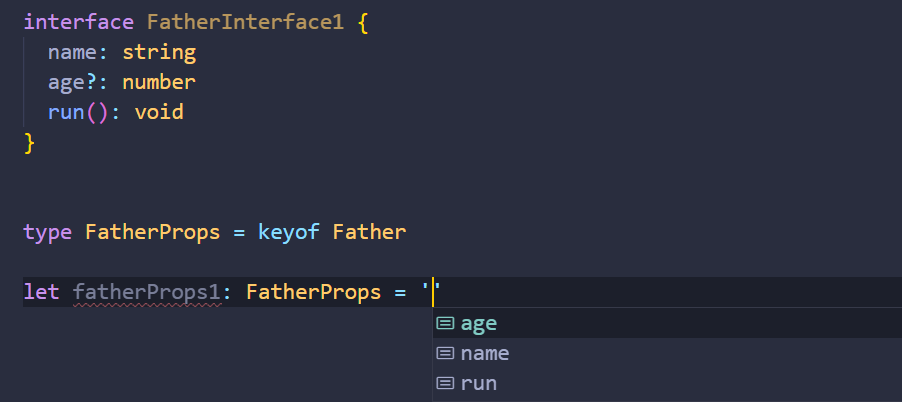 interface FatherInterface1 {
name: string
age?: number
run(): void
}
type FatherProps = keyof Father
let fatherProps1: FatherProps = ''
age
name
run